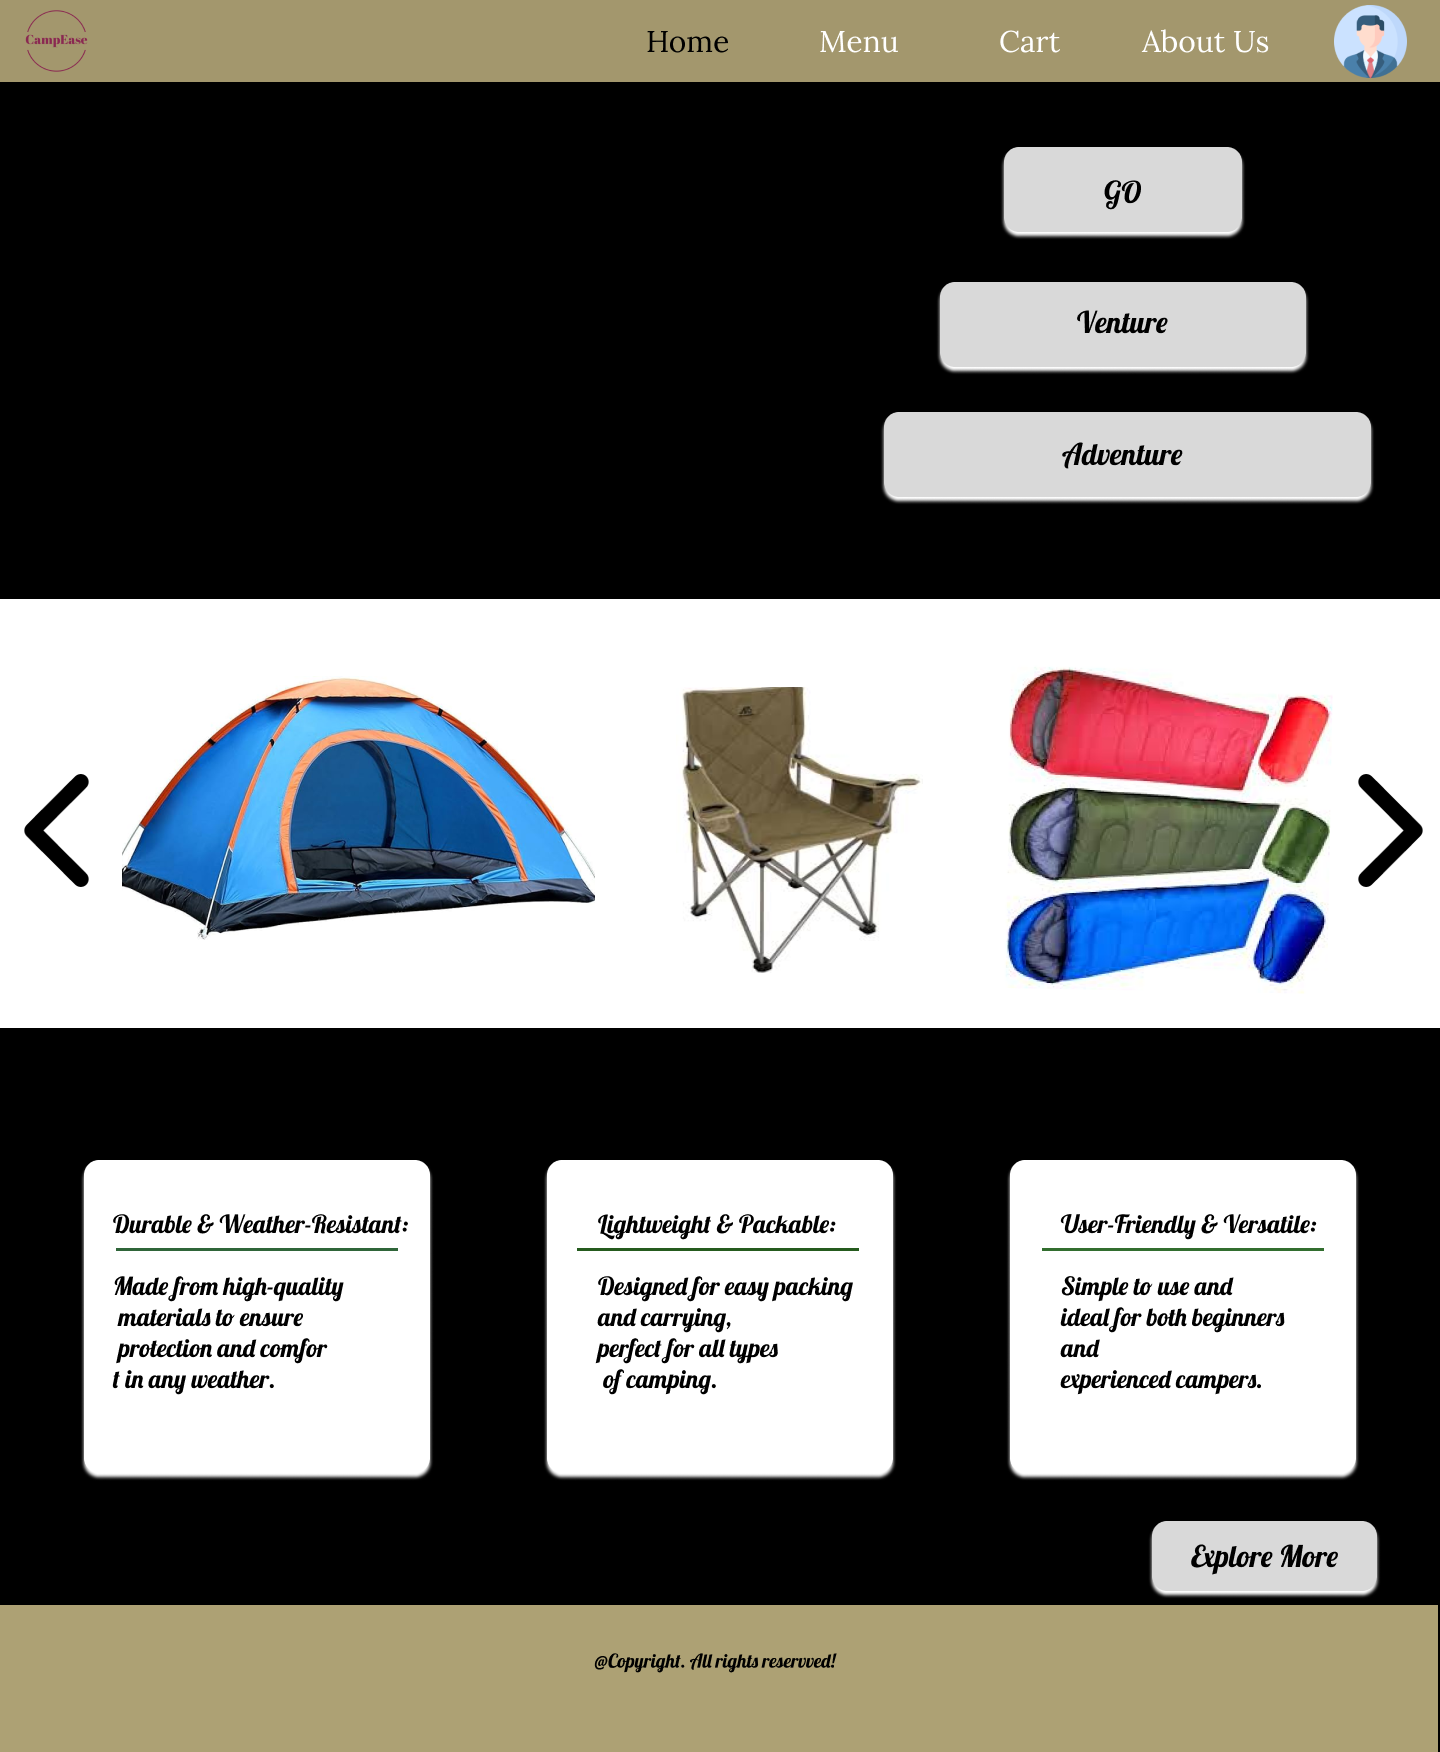 CampEase
Home Menu Cart About Us
GO
Venture
Adventure
Durable & Weather-Resistant:
Made from high-quality
materials to ensure
protection and comfor
t in any weather.
Lightweight & Packable:
Designed for easy packing
and carrying,
perfect for all types
of camping.
User-Friendly & Versatile:
Simple to use and
ideal for both beginners
and
experienced campers.
Explore More
@Copyright. All rights reservved!